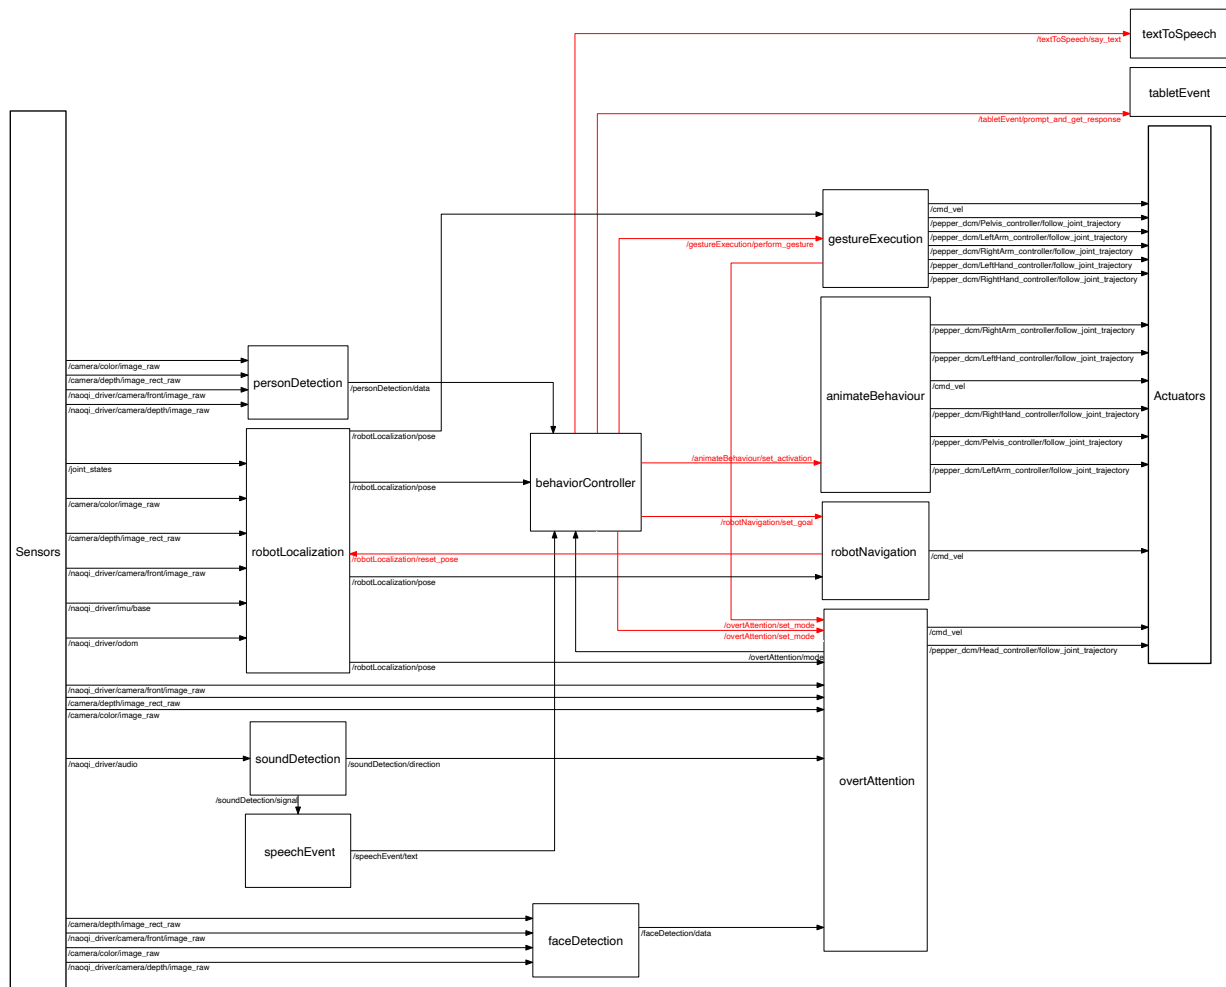 textToSpeech
/textToSpeech/say_text
tabletEvent
/tabletEvent/prompt_and_get_response
Sensors
Actuators
gestureExecution
/gestureExecution/perform_gesture
/cmd_vel
/pepper_dcm/Pelvis_controller/follow_joint_trajectory
/pepper_dcm/LeftArm_controller/follow_joint_trajectory
/pepper_dcm/RightArm_controller/follow_joint_trajectory
/pepper_dcm/LeftHand_controller/follow_joint_trajectory
/pepper_dcm/RightHand_controller/follow_joint_trajectory
animateBehaviour
/pepper_dcm/RightArm_controller/follow_joint_trajectory
/pepper_dcm/LeftHand_controller/follow_joint_trajectory
/cmd_vel
/pepper_dcm/RightHand_controller/follow_joint_trajectory
/pepper_dcm/Pelvis_controller/follow_joint_trajectory
/pepper_dcm/LeftArm_controller/follow_joint_trajectory
/camera/color/image_raw
/camera/depth/image_rect_raw
/naoqi_driver/camera/front/image_raw
/naoqi_driver/camera/depth/image_raw
personDetection
/personDetection/data
/robotLocalization/pose
/joint_states
/camera/color/image_raw
/camera/depth/image_rect_raw
/naoqi_driver/camera/front/image_raw
/naoqi_driver/imu/base
/naoqi_driver/odom
robotLocalization
/robotLocalization/pose
behaviorController
/animateBehaviour/set_activation
/robotNavigation/set_goal
/robotLocalization/reset_pose
/robotLocalization/pose
robotNavigation
/cmd_vel
/overtAttention/set_mode
/overtAttention/set_mode
/overtAttention/mode
/robotLocalization/pose
/cmd_vel
/pepper_dcm/Head_controller/follow_joint_trajectory
/naoqi_driver/camera/front/image_raw
/camera/depth/image_rect_raw
/camera/color/image_raw
/naoqi_driver/audio
soundDetection
/soundDetection/direction
overtAttention
/soundDetection/signal
speechEvent
/speechEvent/text
/camera/depth/image_rect_raw
/naoqi_driver/camera/front/image_raw
/camera/color/image_raw
/naoqi_driver/camera/depth/image_raw
faceDetection
/faceDetection/data